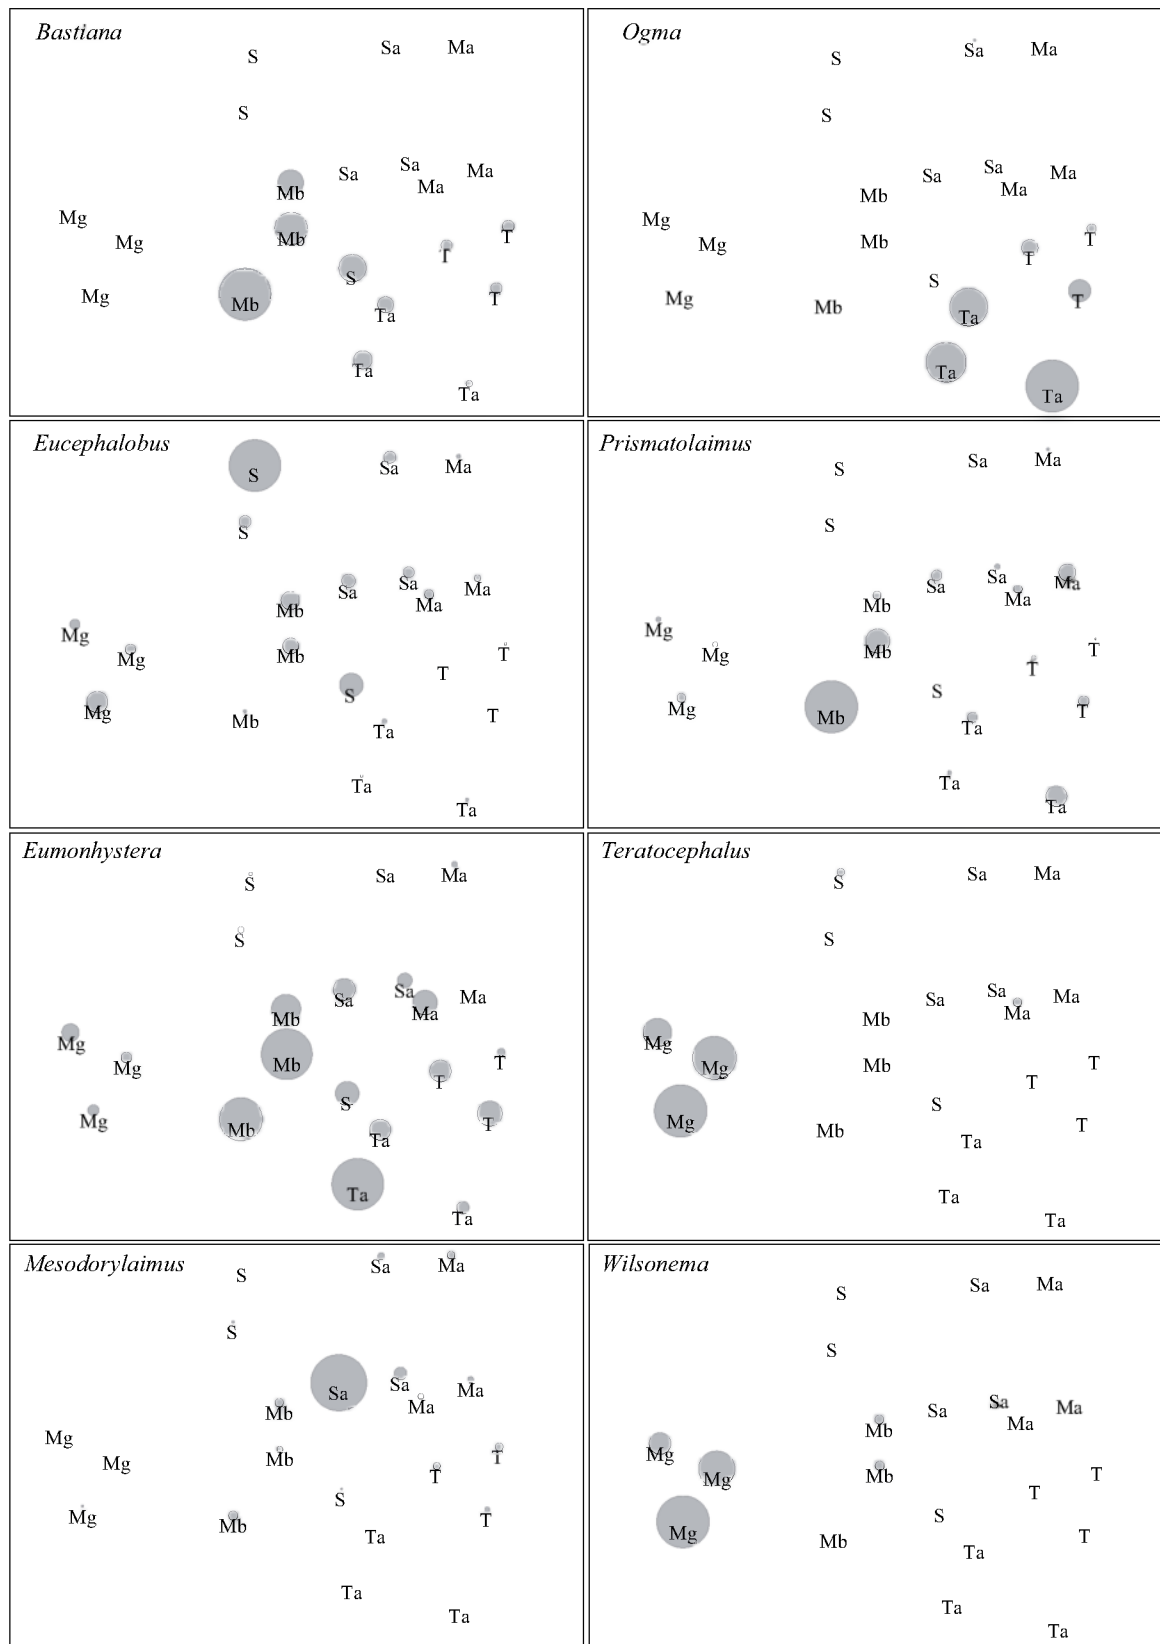 Bastiana
S Sa Ma
S
Sa Sa Ma
Mb Ma
Mg Mg Mb T T
S
Mg Mb Ta T
Ta
Ta
Ogma
S Sa Ma
S
Sa Sa Ma
Mb Ma
Mg Mg Mb T T
S
Mg Mb Ta T
Ta
Ta
Eucephalobus
S Sa Ma
S
Sa Sa Ma
Mb Ma
Mg Mg Mb T T
S
Mg Mb Ta T
Ta
Ta
Prismatolaimus
S Sa Ma
S
Sa Sa Ma
Mb Ma
Mg Mg Mb T T
S
Mg Mb Ta T
Ta
Ta
Eumonhystera
S Sa Ma
S
Sa Sa Ma
Mb Ma
Mg Mg Mb T T
S
Mg Mb Ta T
Ta
Ta
Teratocephalus
S Sa Ma
S
Sa Sa Ma
Mb Ma
Mg Mg Mb T T
S
Mg Mb Ta T
Ta
Ta
Mesodorylaimus
S Sa Ma
S
Sa Sa Ma
Mb Ma
Mg Mg Mb T T
S
Mg Mb Ta T
Ta
Ta
Wilsonema
S Sa Ma
S
Sa Sa Ma
Mb Ma
Mg Mg Mb T T
S
Mg Mb Ta T
Ta
Ta